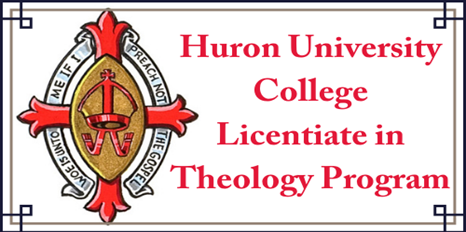 WOE IS UNTO ME IF I PREACH NOT THE GOSPEL
Huron University
College
Licentiate in
Theology Program